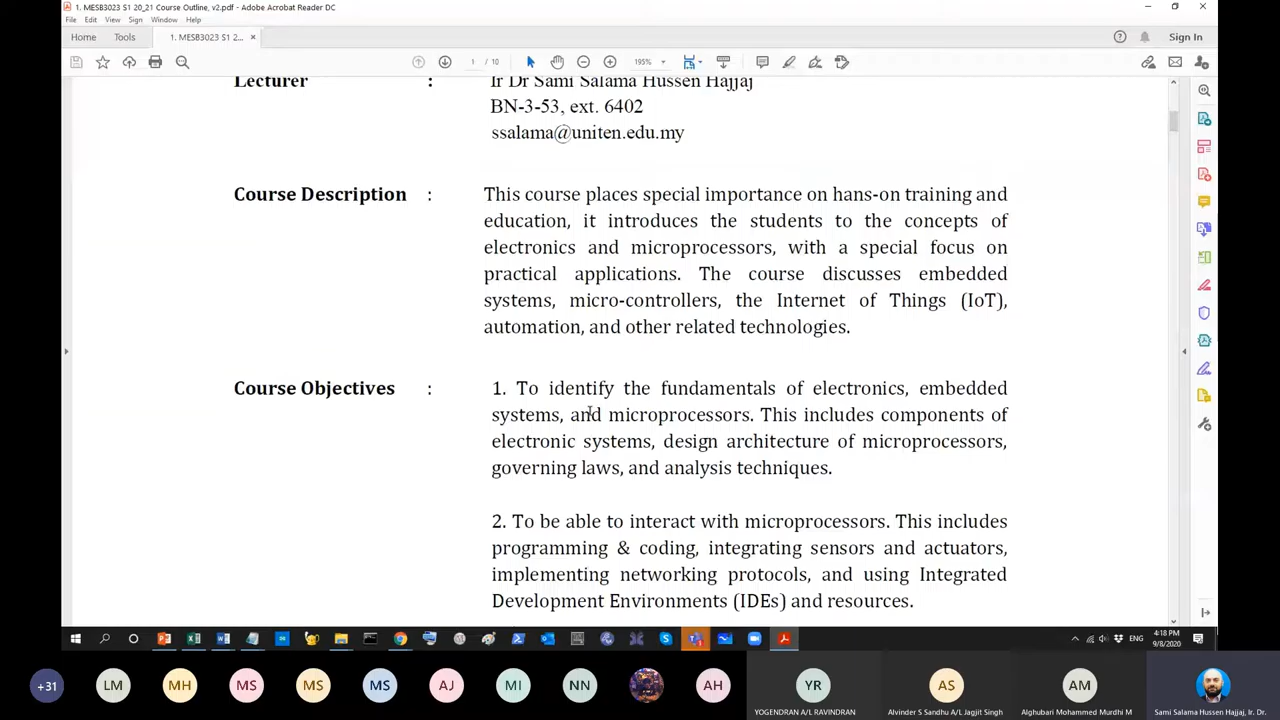 1. MESB3023 S1 20_21 Course Outline, v2.pdf - Adobe Acrobat Reader DC
File Edit View Sign Window Help
Home Tools 1. MESB3023 S1 2... × Sign In
1 / 10 195%
Lecturer : Ir Dr Sami Salama Hussen Hajjaj
BN-3-53, ext. 6402
ssalama@uniten.edu.my
Course Description : This course places special importance on hans-on training and
education, it introduces the students to the concepts of
electronics and microprocessors, with a special focus on
practical applications. The course discusses embedded
systems, micro-controllers, the Internet of Things (IoT),
automation, and other related technologies.
Course Objectives : 1. To identify the fundamentals of electronics, embedded
systems, and microprocessors. This includes components of
electronic systems, design architecture of microprocessors,
governing laws, and analysis techniques.
2. To be able to interact with microprocessors. This includes
programming & coding, integrating sensors and actuators,
implementing networking protocols, and using Integrated
Development Environments (IDEs) and resources.
ENG
4:18 PM
9/8/2020
+31 LM MH MS MS MS AJ MI NN AH YR AS AM
YOGENDRAN A/L RAVINDRAN Alvinder S Sandhu A/L Jagjit Singh Alghubari Mohammed Murdhi M Sami Salama Hussen Hajjaj, Ir. Dr.